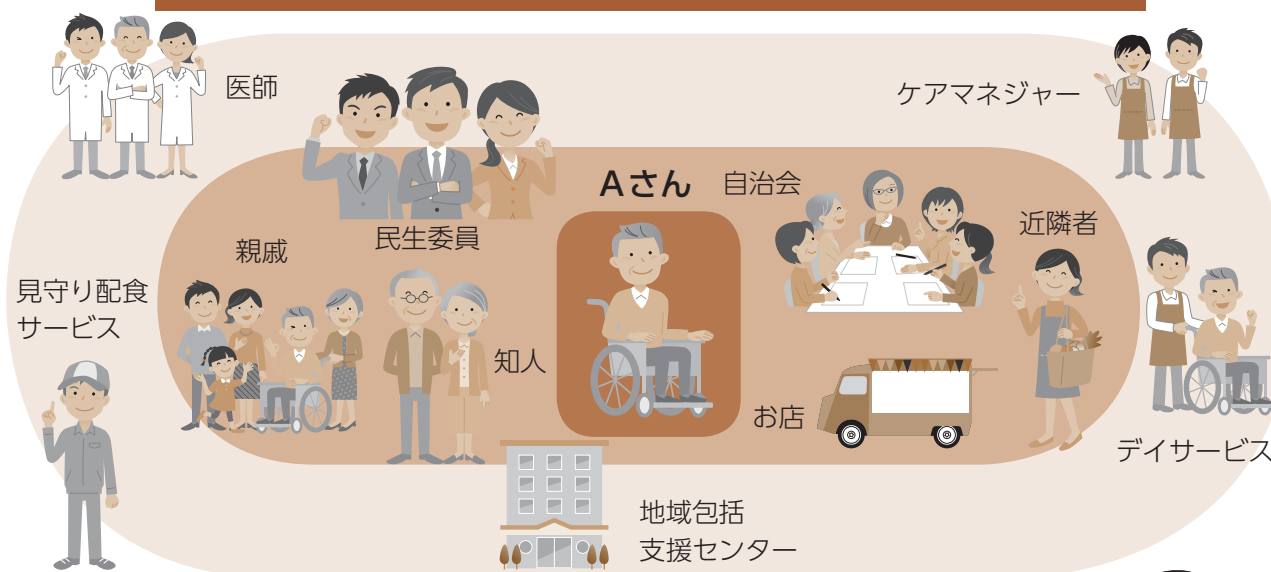 医師
ケアマネジャー
Aさん
自治会
民生委員
近隣者
親戚
見守り配食
サービス
知人
お店
デイサービス
地域包括
支援センター